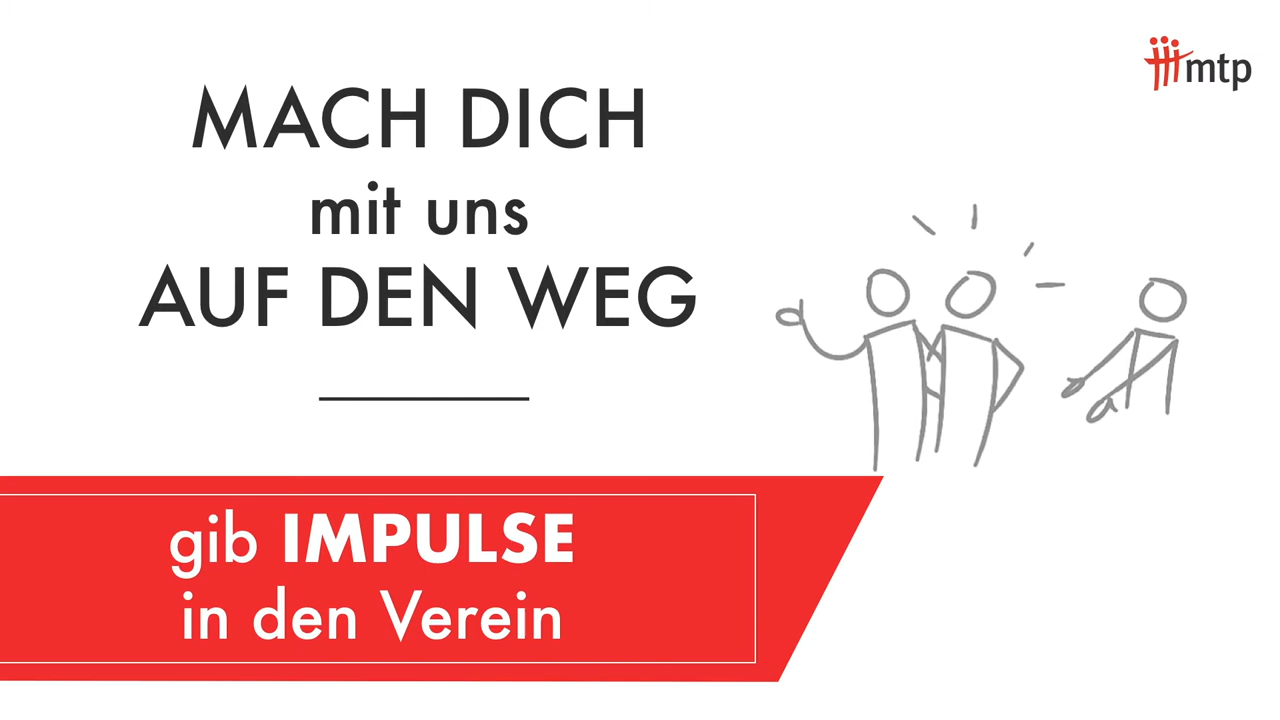 mtp
MACH DICH
mit uns
AUF DEN WEG
gib IMPULSE
in den Verein